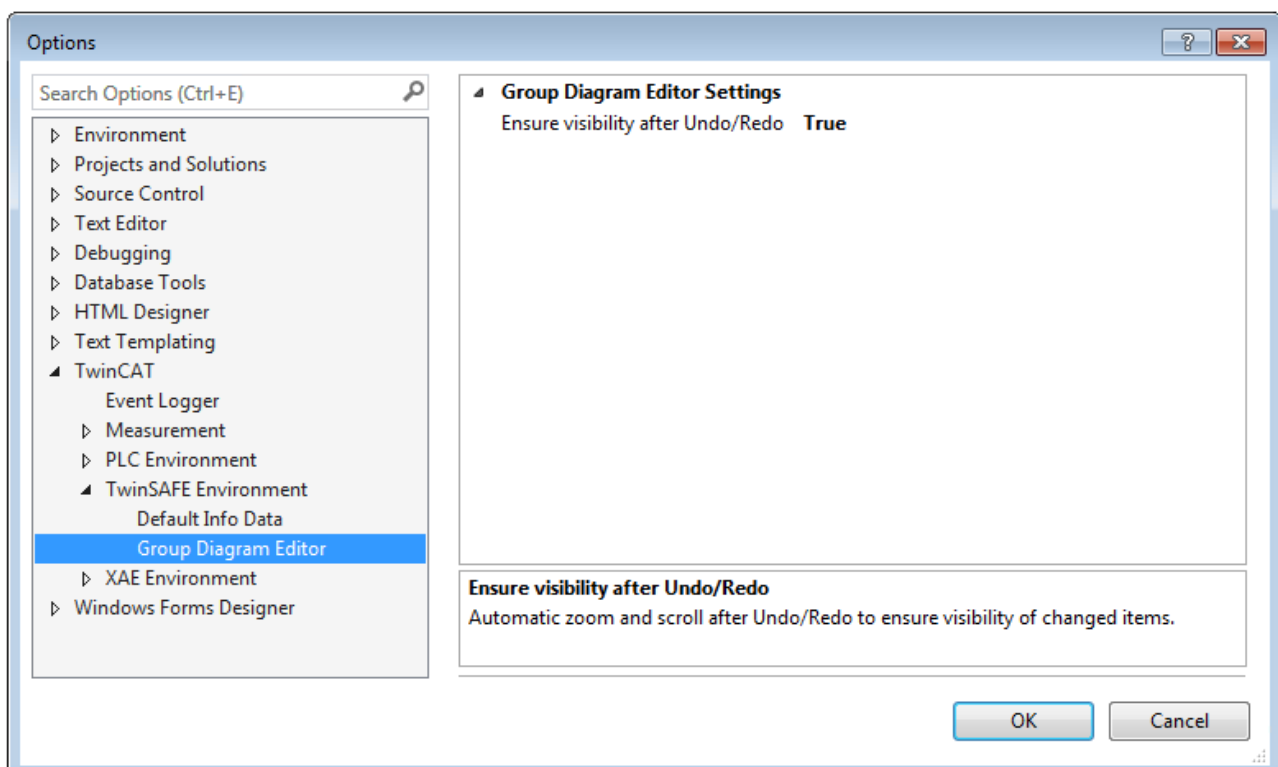 Options
?
Search Options (Ctrl+E)
Environment
Projects and Solutions
Source Control
Text Editor
Debugging
Database Tools
HTML Designer
Text Templating
TwinCAT
Event Logger
Measurement
PLC Environment
TwinSAFE Environment
Default Info Data
Group Diagram Editor
XAE Environment
Windows Forms Designer
Group Diagram Editor Settings
Ensure visibility after Undo/Redo True
Ensure visibility after Undo/Redo
Automatic zoom and scroll after Undo/Redo to ensure visibility of changed items.
OK
Cancel